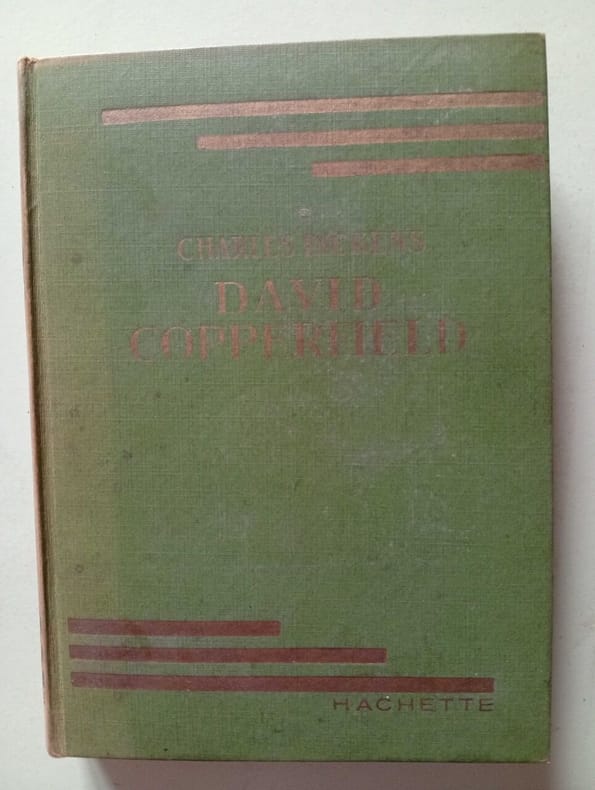 CHARLES DICKENS
DAVID
COPPERFIELD
HACHETTE